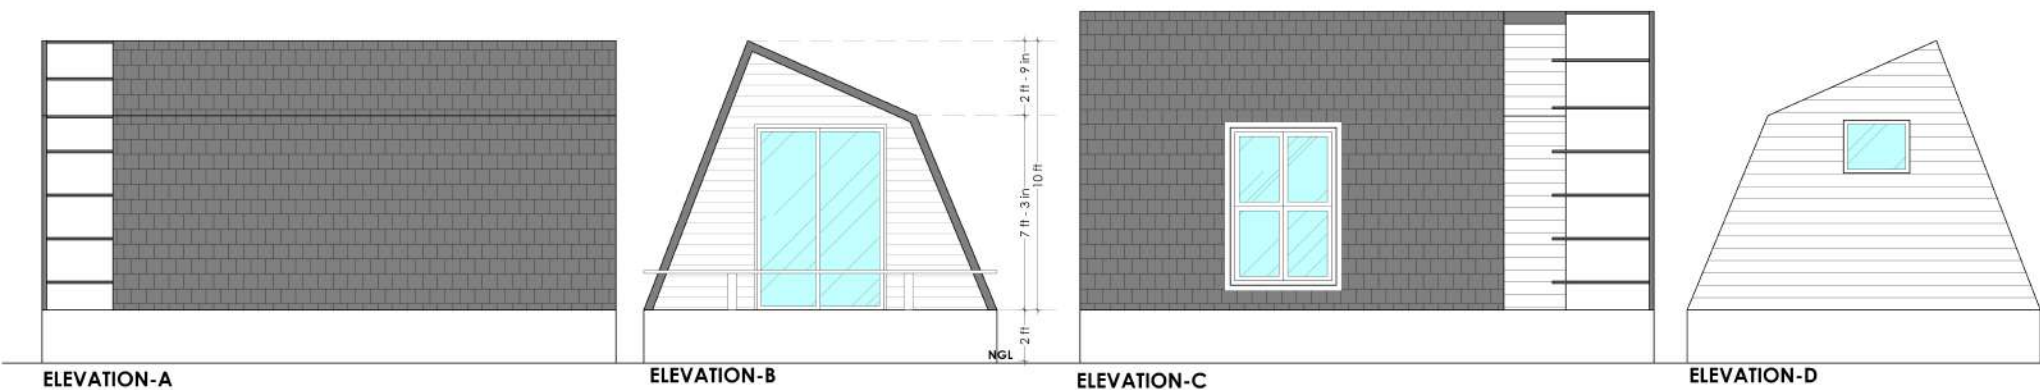 2 ft - 9 in
7 ft - 3 in
10 ft
2 ft
NGL
ELEVATION-A
ELEVATION-B
ELEVATION-C
ELEVATION-D